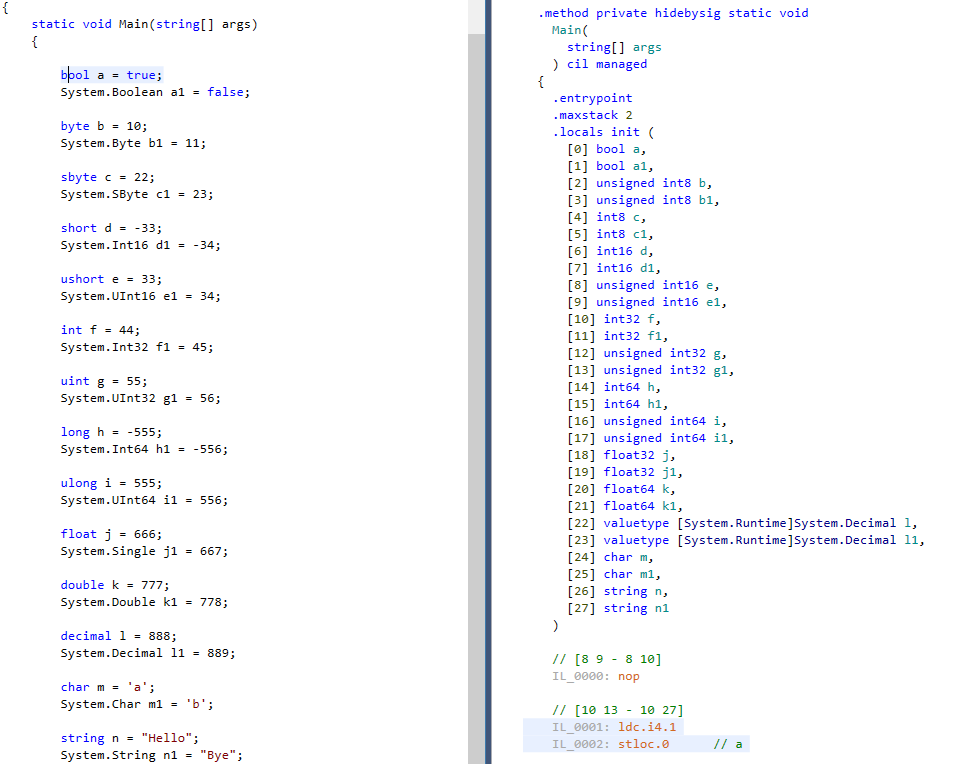 {
static void Main(string[] args)
{
bool a = true;
System.Boolean a1 = false;
byte b = 10;
System.Byte b1 = 11;
sbyte c = 22;
System.SByte c1 = 23;
short d = -33;
System.Int16 d1 = -34;
ushort e = 33;
System.UInt16 e1 = 34;
int f = 44;
System.Int32 f1 = 45;
uint g = 55;
System.UInt32 g1 = 56;
long h = -555;
System.Int64 h1 = -556;
ulong i = 555;
System.UInt64 i1 = 556;
float j = 666;
System.Single j1 = 667;
double k = 777;
System.Double k1 = 778;
decimal l = 888;
System.Decimal l1 = 889;
char m = 'a';
System.Char m1 = 'b';
string n = "Hello";
System.String n1 = "Bye";
.method private hidebysig static void
Main(
string[] args
) cil managed
{
.entrypoint
.maxstack 2
.locals init (
[0] bool a,
[1] bool a1,
[2] unsigned int8 b,
[3] unsigned int8 b1,
[4] int8 c,
[5] int8 c1,
[6] int16 d,
[7] int16 d1,
[8] unsigned int16 e,
[9] unsigned int16 e1,
[10] int32 f,
[11] int32 f1,
[12] unsigned int32 g,
[13] unsigned int32 g1,
[14] int64 h,
[15] int64 h1,
[16] unsigned int64 i,
[17] unsigned int64 i1,
[18] float32 j,
[19] float32 j1,
[20] float64 k,
[21] float64 k1,
[22] valuetype [System.Runtime]System.Decimal l,
[23] valuetype [System.Runtime]System.Decimal l1,
[24] char m,
[25] char m1,
[26] string n,
[27] string n1
)
// [8 9 - 8 10]
IL_0000: nop
// [10 13 - 10 27]
IL_0001: ldc.i4.1
IL_0002: stloc.0 // a